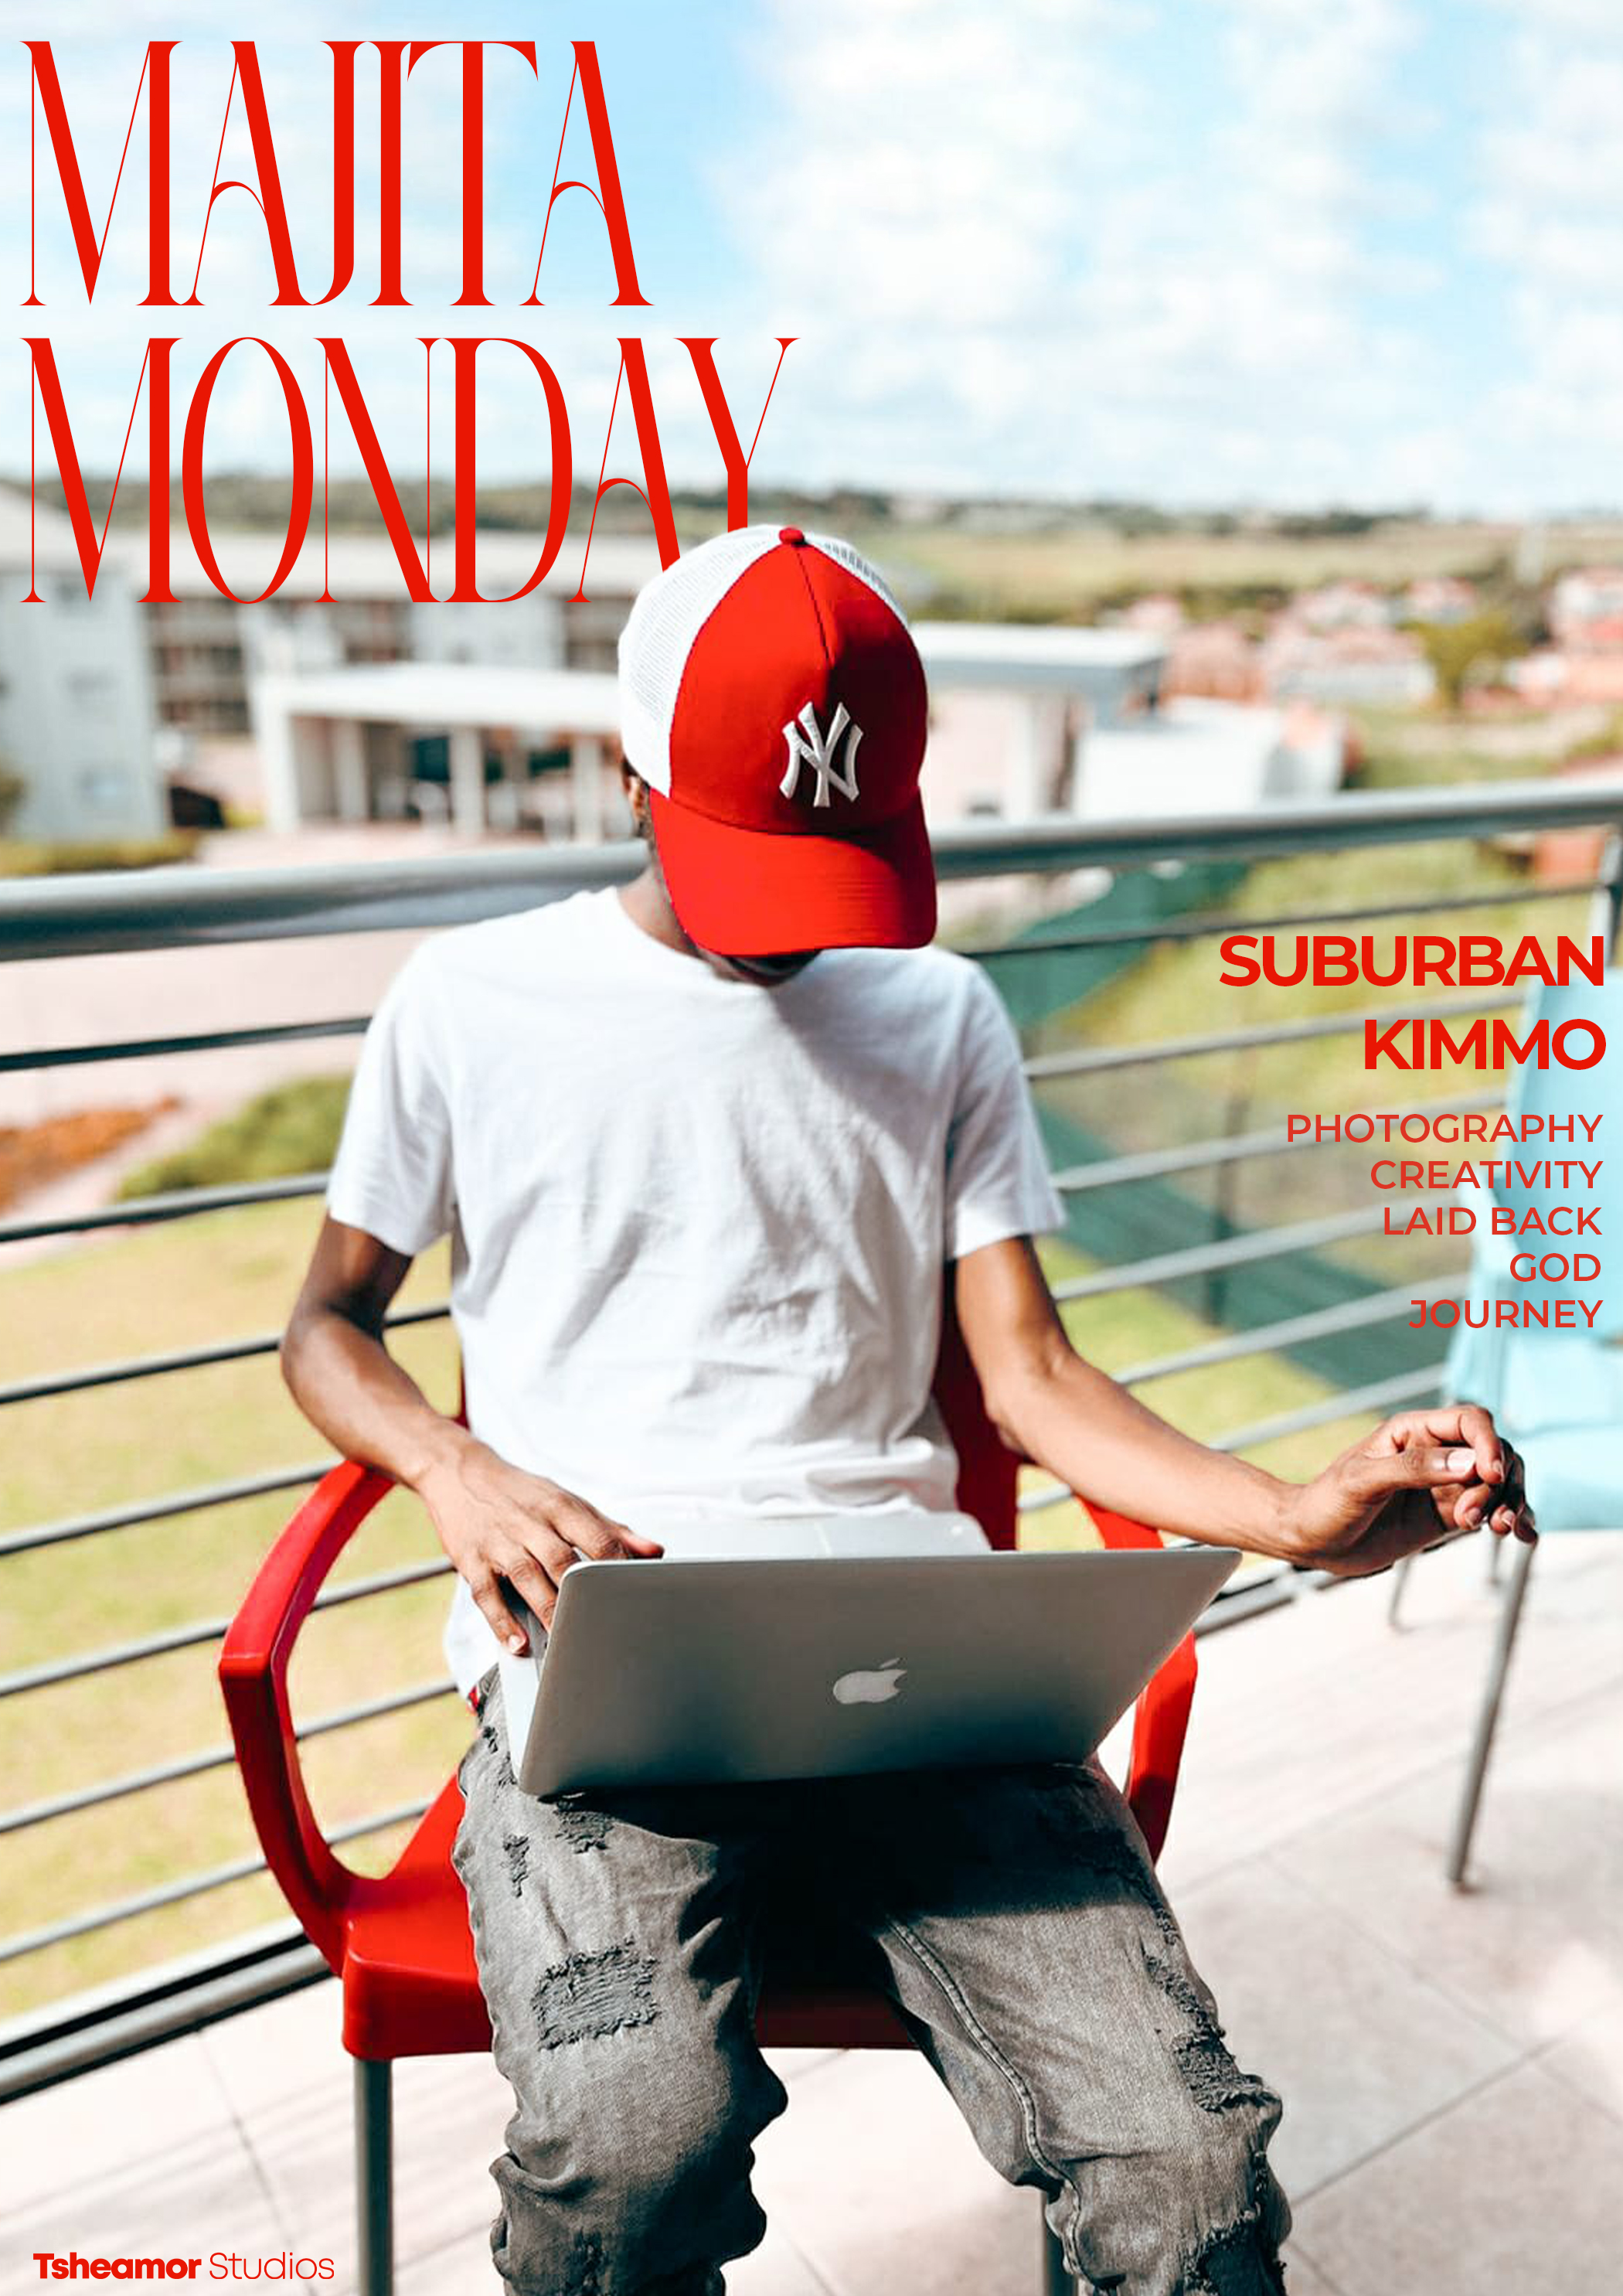 MAJITA
MONDAY
NY
SUBURBAN
KIMMO
PHOTOGRAPHY
CREATIVITY
LAID BACK
GOD
JOURNEY
Tsheamor Studios